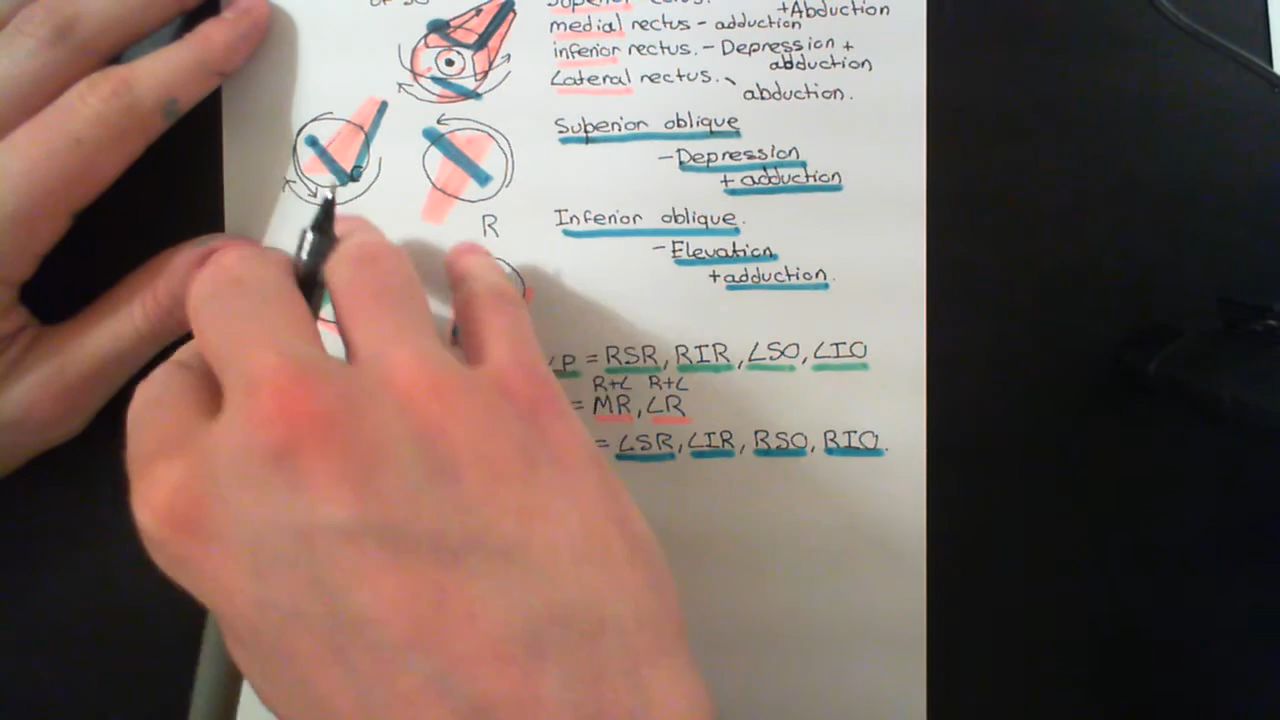 +Abduction
medial rectus - adduction
inferior rectus. - Depression +
abduction
Lateral rectus.
abduction.
Superior oblique
- Depression
+ adduction
Inferior oblique.
- Elevation
+adduction.
R
P = RSR, RIR, LSO, LIO
R+L R+L
= MR, LR
= LSR, LIR, RSO, RIO.